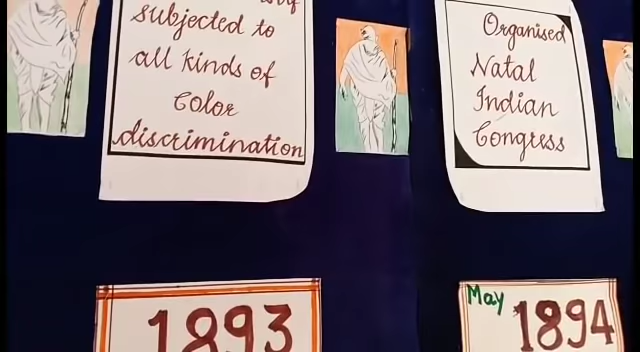 subjected to
all kinds of
Color
discrimination
Organised
Natal
Indian
Congress
1893
May 1894